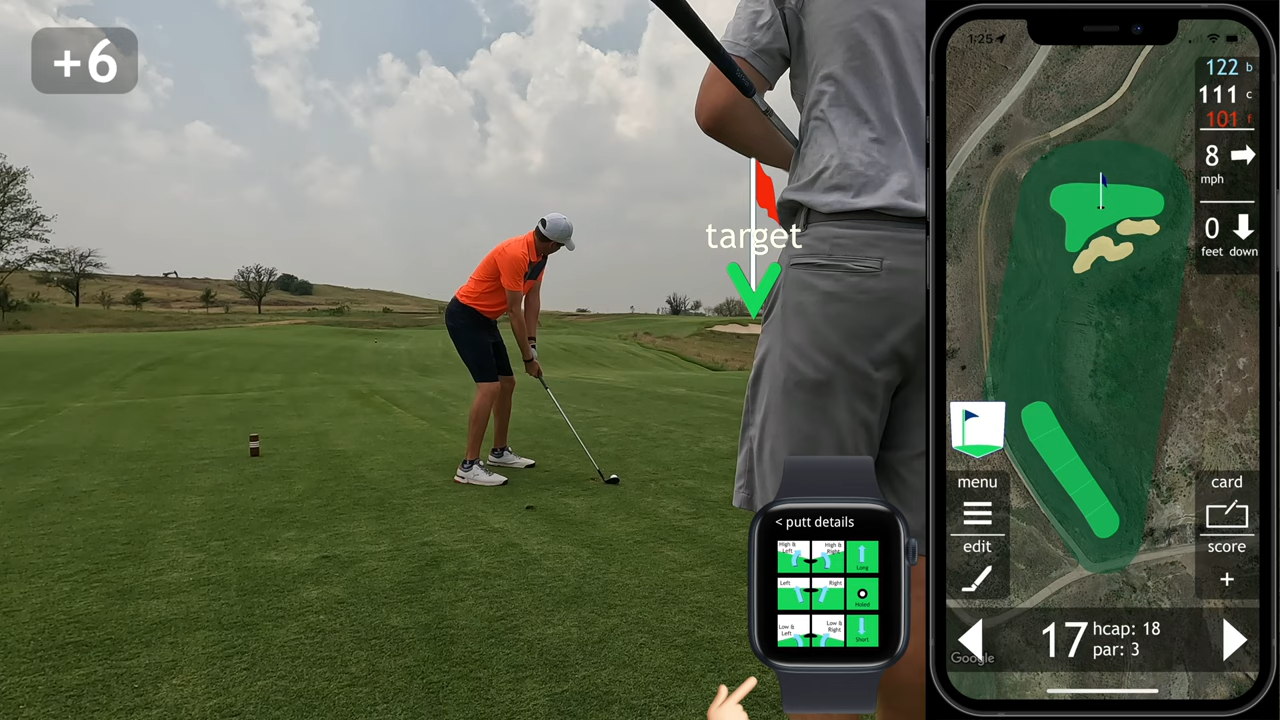 +6
target
< putt details
High & Left
High & Right
Long
Left
Right
Holed
Low & Left
Low & Right
Short
1:25
122 b
111 c
101 f
8
mph
0
feet down
menu
edit
card
score
+
17
hcap: 18
par: 3
Google